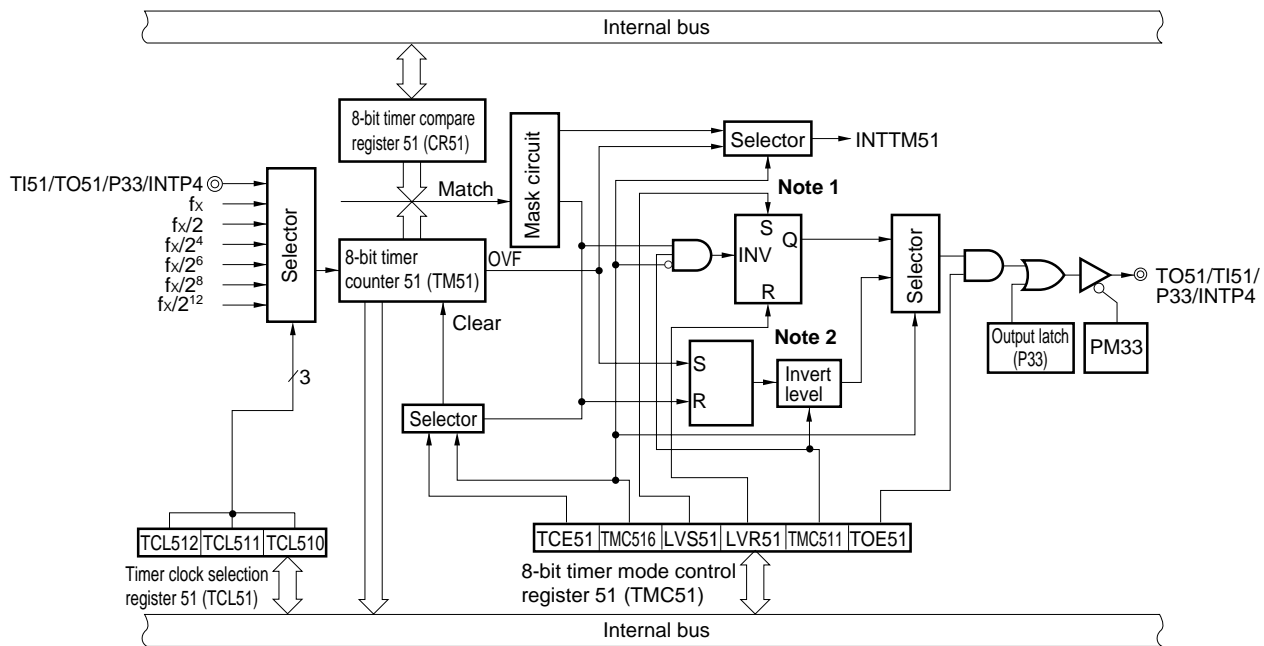 Internal bus
8-bit timer compare
register 51 (CR51)
Mask circuit
Selector
INTTM51
TI51/TO51/P33/INTP4
Match
Note 1
fX
fX/2
fX/2⁴
fX/2⁶
fX/2⁸
fX/2¹²
Selector
8-bit timer
counter 51 (TM51)
OVF
Clear
S
Q
INV
R
Selector
TO51/TI51/
P33/INTP4
Note 2
Output latch
(P33)
PM33
S
R
Invert
level
3
Selector
TCL512 TCL511 TCL510
TCE51 TMC516 LVS51 LVR51 TMC511 TOE51
Timer clock selection
register 51 (TCL51)
8-bit timer mode control
register 51 (TMC51)
Internal bus